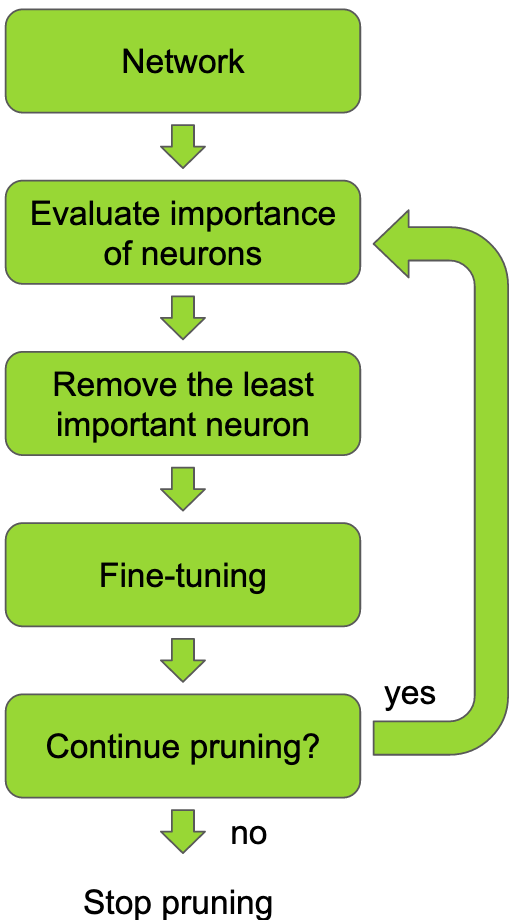 Network
Evaluate importance
of neurons
Remove the least
important neuron
Fine-tuning
yes
Continue pruning?
no
Stop pruning